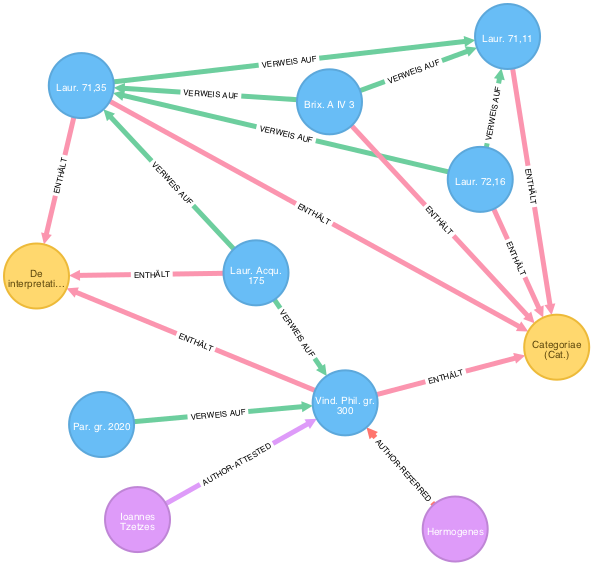 Laur. 71,11
VERWEIS AUF
Laur. 71,35
VERWEIS AUF
VERWEIS AUF
Brix. A IV 3
VERWEIS AUF
VERWEIS AUF
ENTHÄLT
VERWEIS AUF
Laur. 72,16
ENTHÄLT
ENTHÄLT
ENTHÄLT
ENTHÄLT
De
interpretati...
ENTHÄLT
Laur. Acqu.
175
VERWEIS AUF
ENTHÄLT
Categoriae
(Cat.)
ENTHÄLT
Vind. Phil. gr.
300
VERWEIS AUF
Par. gr. 2020
AUTHOR-ATTESTED
AUTHOR-REFERRED
Ioannes
Tzetzes
Hermogenes